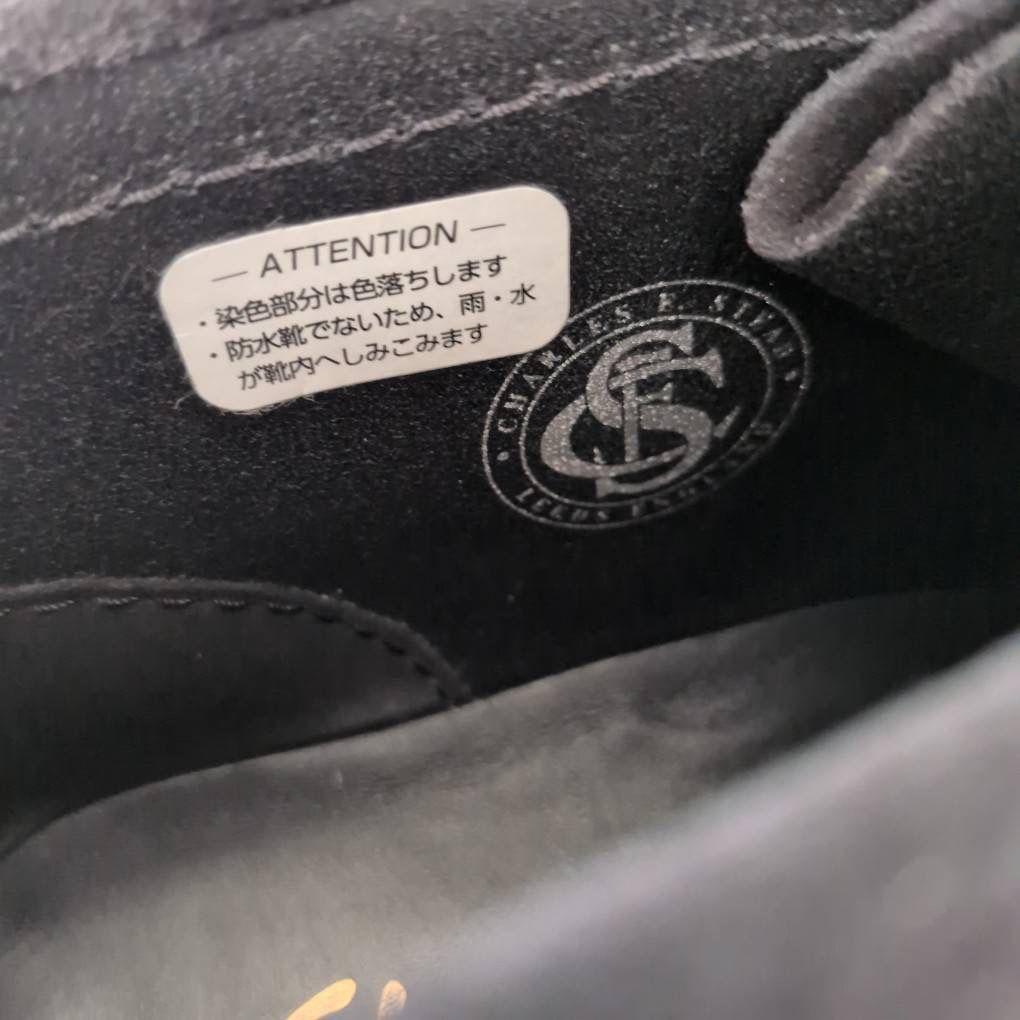 — ATTENTION —
・染色部分は色落ちします
・防水靴でないため、雨・水
が靴内へしみこみます
• CHARLES F. STEAD •
LEEDS ENGLAND